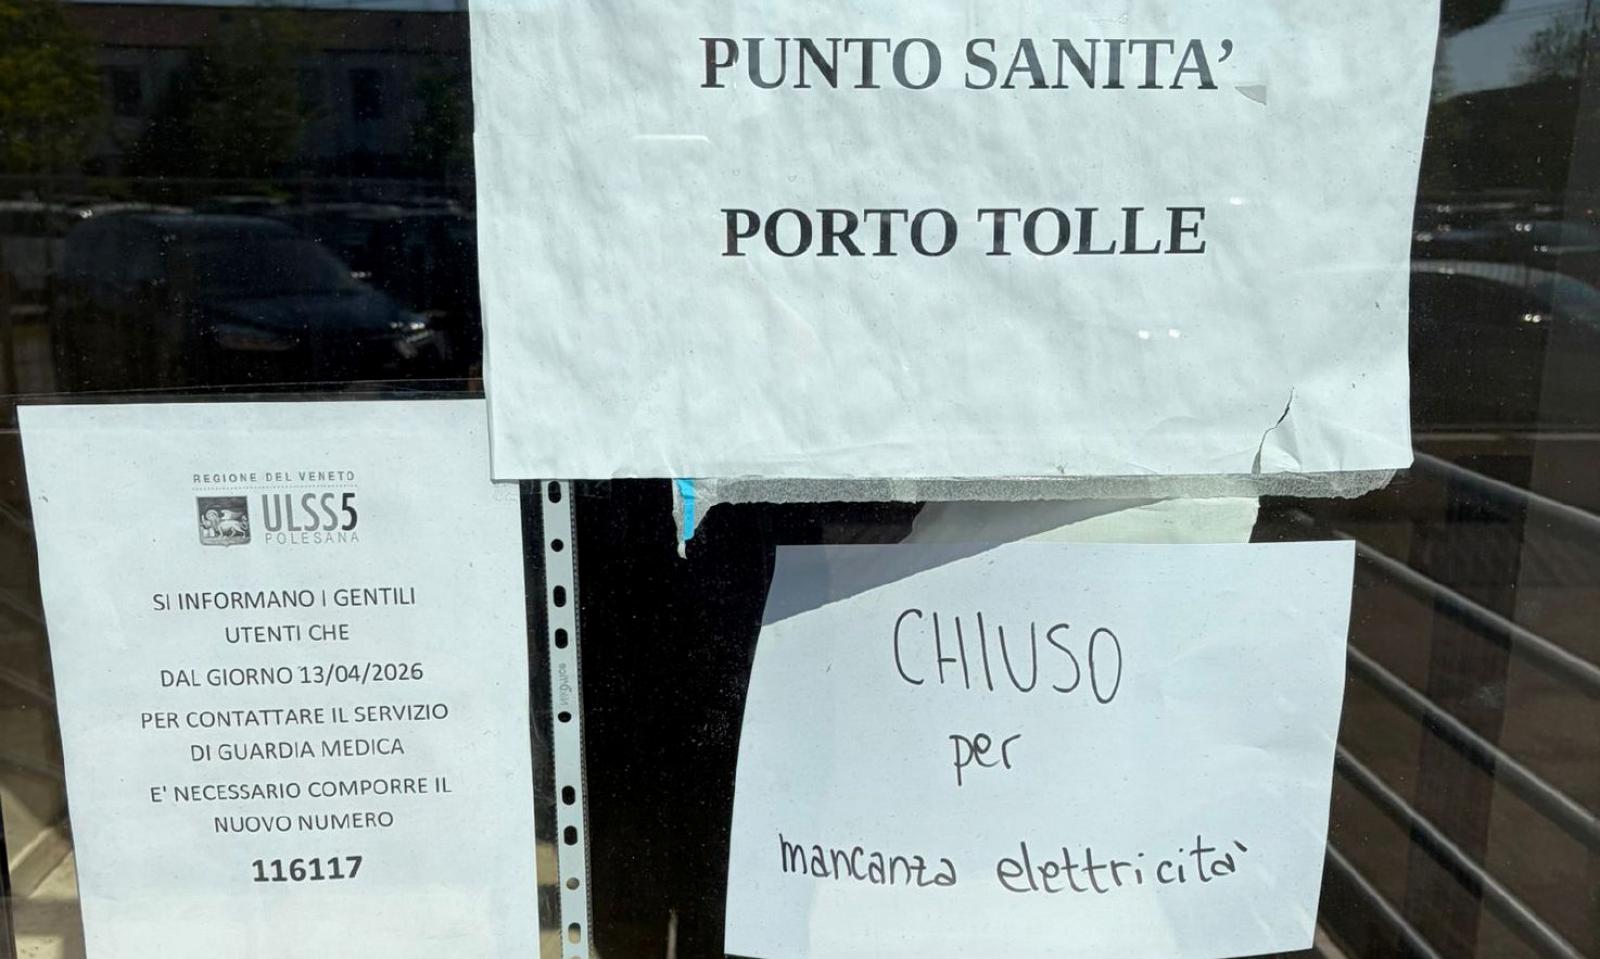 PUNTO SANITA’
PORTO TOLLE
REGIONE DEL VENETO
ULSS5
POLESANA
SI INFORMANO I GENTILI
UTENTI CHE
DAL GIORNO 13/04/2026
PER CONTATTARE IL SERVIZIO
DI GUARDIA MEDICA
E' NECESSARIO COMPORRE IL
NUOVO NUMERO
116117
CHIUSO
per
mancanza elettricità